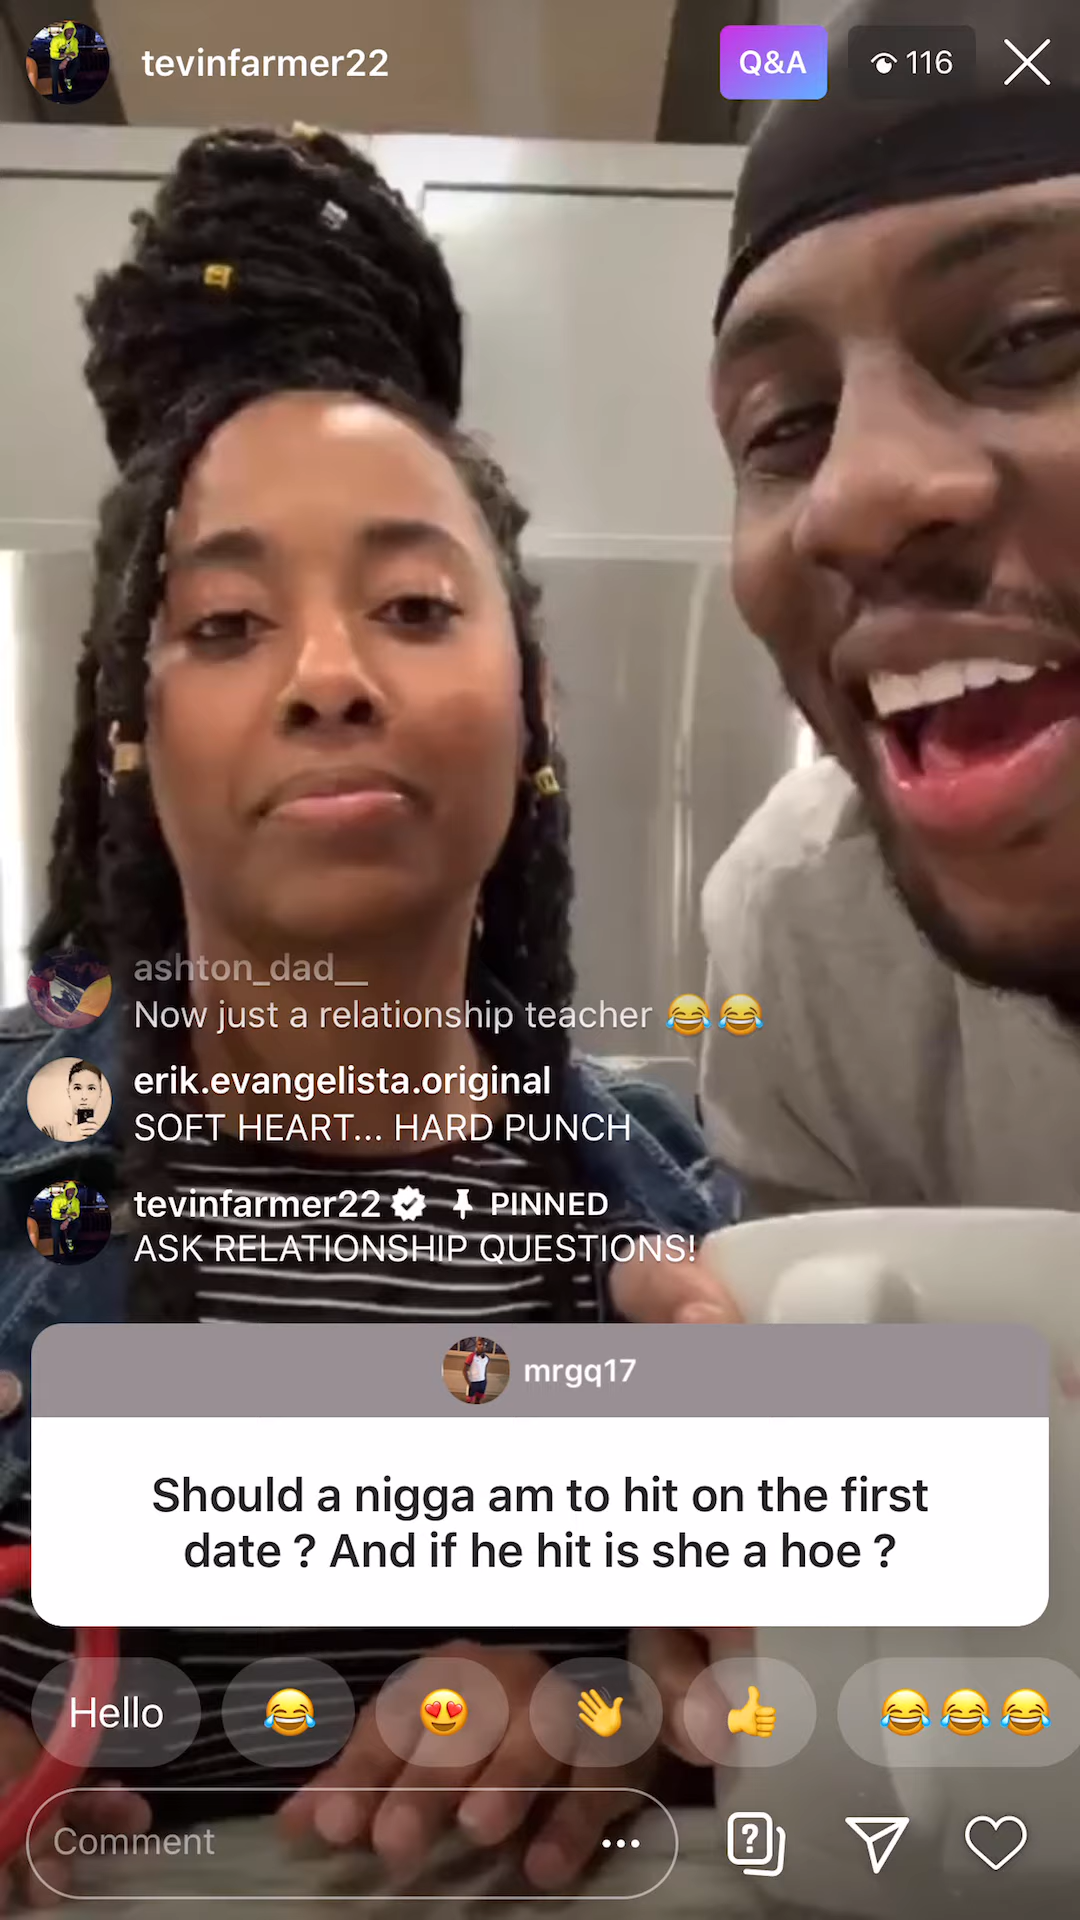 tevinfarmer22
Q&A
116
ashton_dad__
Now just a relationship teacher 😂😂
erik.evangelista.original
SOFT HEART... HARD PUNCH
tevinfarmer22 PINNED
ASK RELATIONSHIP QUESTIONS!
mrgq17
Should a nigga am to hit on the first
date ? And if he hit is she a hoe ?
Hello 😂 😍 👋 👍 😂😂😂
Comment